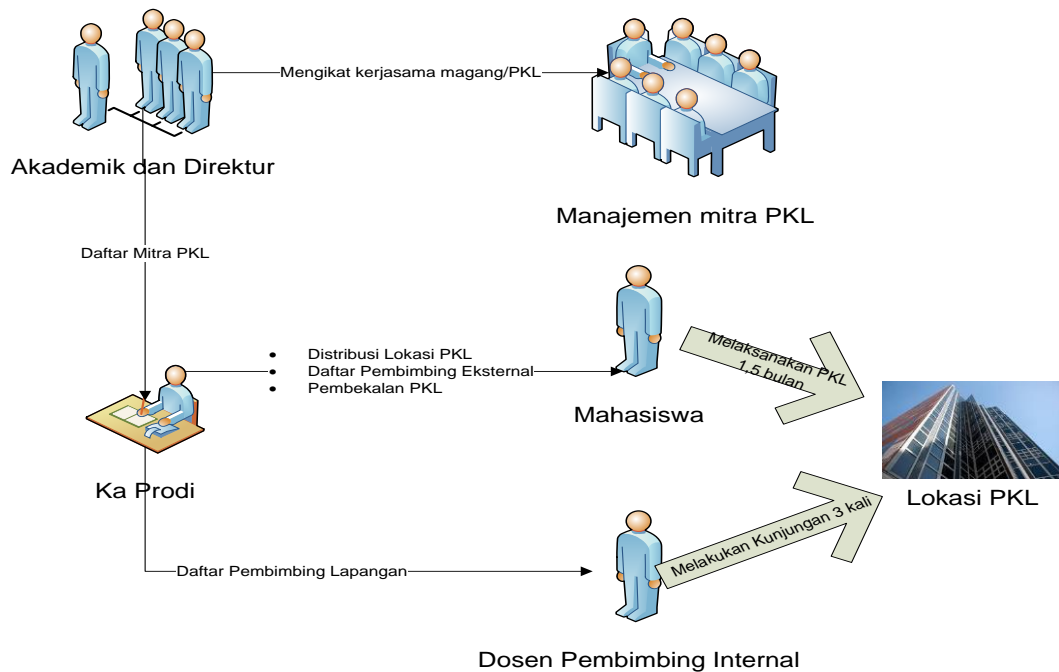 Mengikat kerjasama magang/PKL
Akademik dan Direktur
Manajemen mitra PKL
Daftar Mitra PKL
• Distribusi Lokasi PKL
• Daftar Pembimbing Eksternal
• Pembekalan PKL
Melaksanakan PKL
1,5 bulan
Mahasiswa
Ka Prodi
Lokasi PKL
Melakukan Kunjungan 3 kali
Daftar Pembimbing Lapangan
Dosen Pembimbing Internal